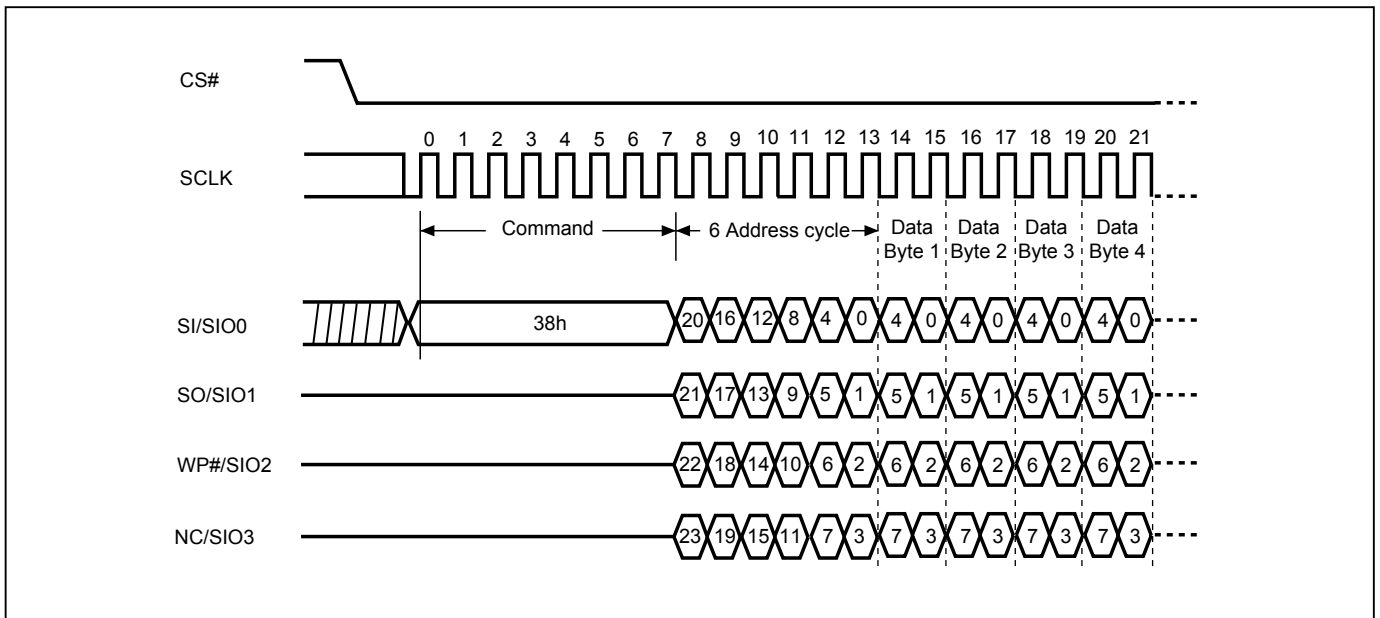 CS#
0 1 2 3 4 5 6 7 8 9 10 11 12 13 14 15 16 17 18 19 20 21
SCLK
Command 6 Address cycle Data Byte 1 Data Byte 2 Data Byte 3 Data Byte 4
SI/SIO0 38h 20 16 12 8 4 0 4 0 4 0 4 0 4 0
SO/SIO1 21 17 13 9 5 1 5 1 5 1 5 1 5 1
WP#/SIO2 22 18 14 10 6 2 6 2 6 2 6 2 6 2
NC/SIO3 23 19 15 11 7 3 7 3 7 3 7 3 7 3